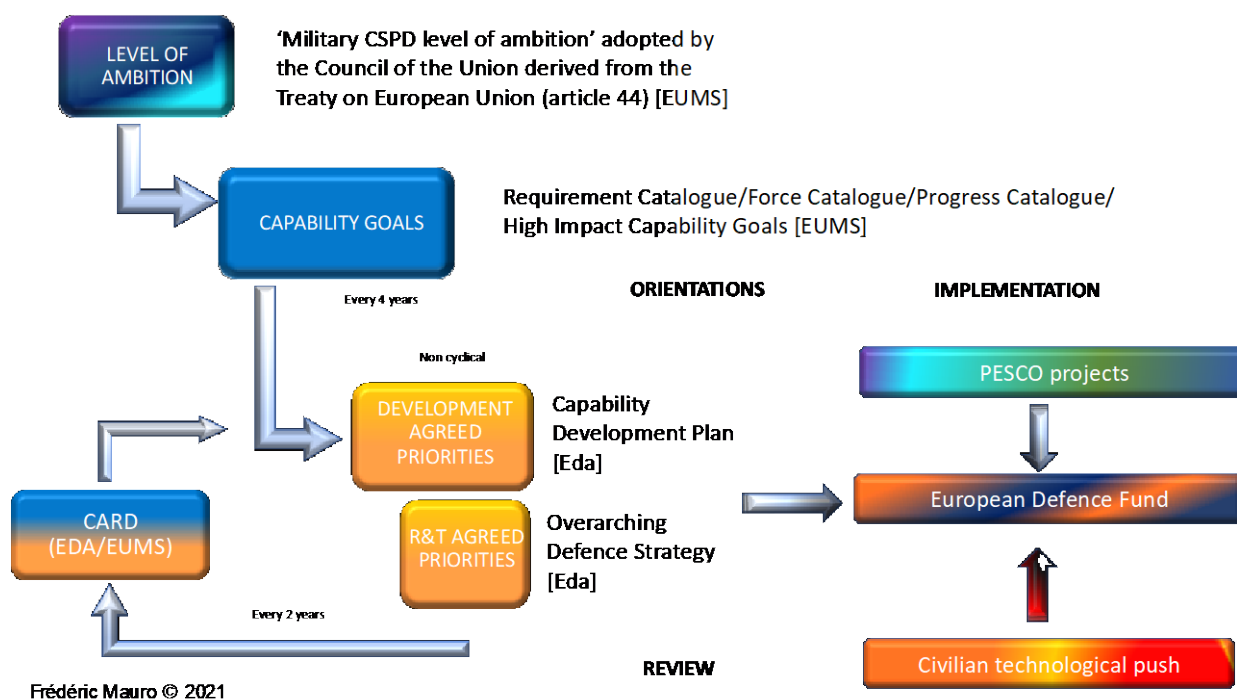 LEVEL OF
AMBITION
‘Military CSPD level of ambition’ adopted by
the Council of the Union derived from the
Treaty on European Union (article 44) [EUMS]
CAPABILITY GOALS
Requirement Catalogue/Force Catalogue/Progress Catalogue/
High Impact Capability Goals [EUMS]
Every 4 years
ORIENTATIONS
IMPLEMENTATION
Non cyclical
PESCO projects
DEVELOPMENT
AGREED
PRIORITIES
Capability
Development Plan
[Eda]
European Defence Fund
CARD
(EDA/EUMS)
R&T AGREED
PRIORITIES
Overarching
Defence Strategy
[Eda]
Every 2 years
REVIEW
Civilian technological push
Frédéric Mauro © 2021